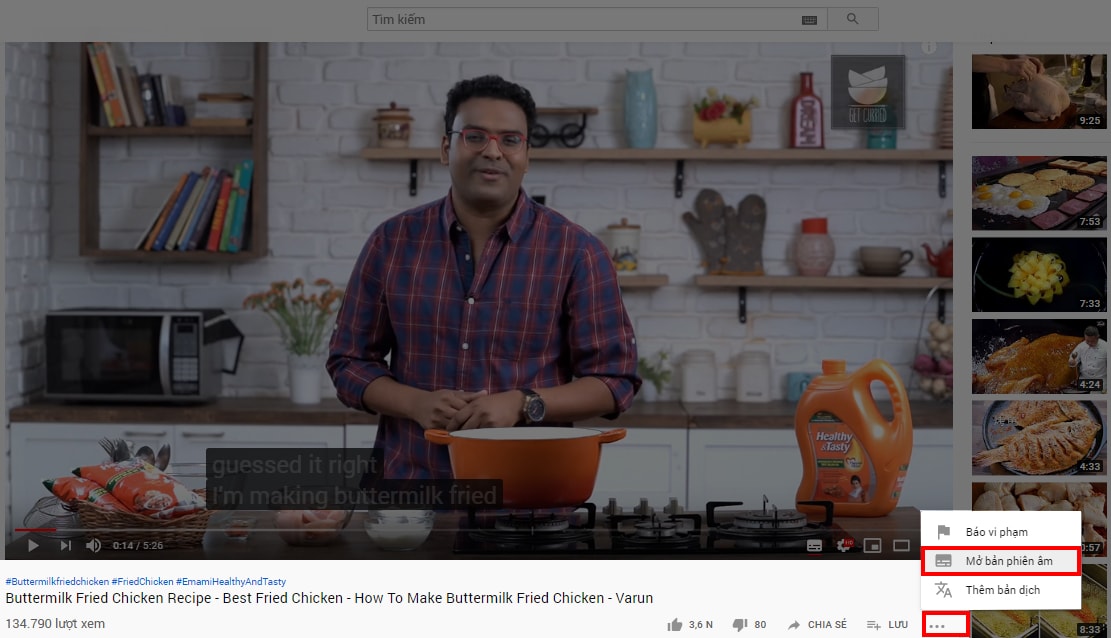 Tìm kiếm
GET CURRIED
9:25
7:53
7:33
4:24
4:33
0:57
8:33
Healthy
&Tasty
guessed it right
I'm making buttermilk fried
0:14 / 5:26
Báo vi phạm
Mở bản phiên âm
Thêm bản dịch
#Buttermilkfriedchicken #FriedChicken #EmamiHealthyAndTasty
Buttermilk Fried Chicken Recipe - Best Fried Chicken - How To Make Buttermilk Fried Chicken - Varun
134.790 lượt xem
3,6 N
80
CHIA SẺ
LƯU